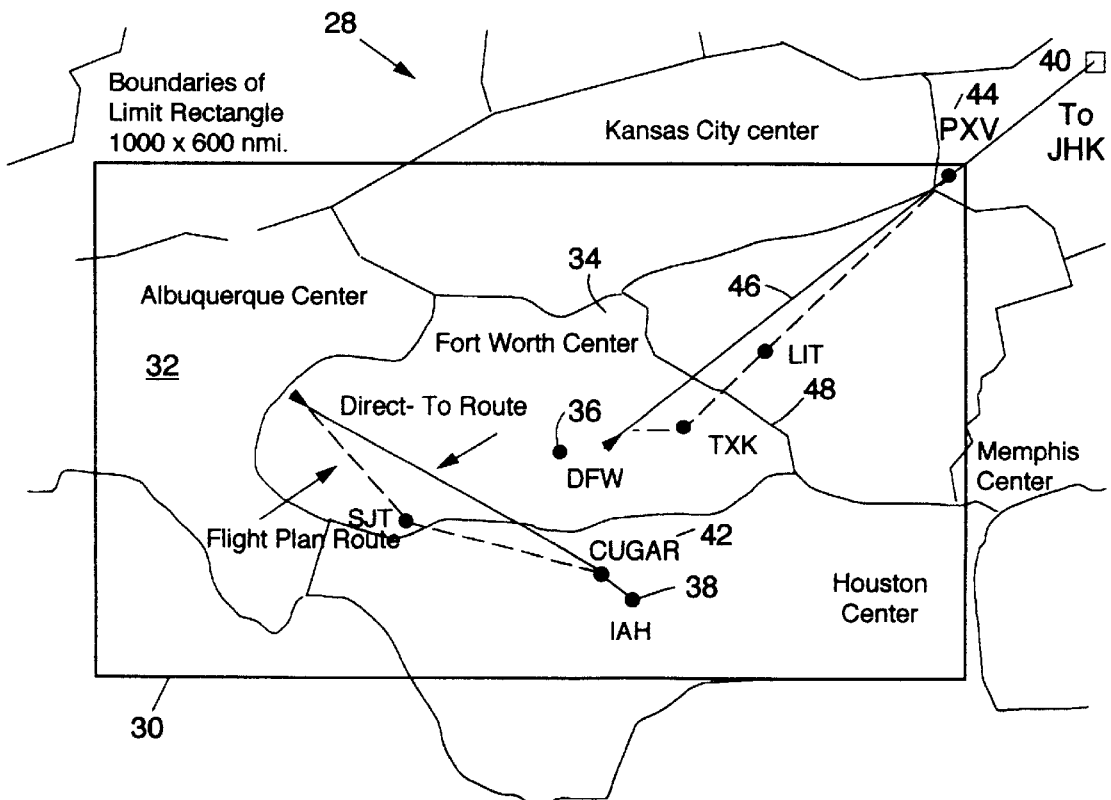 28
40
Boundaries of
Limit Rectangle
1000 x 600 nmi.
44
PXV
To
JHK
Kansas City center
34
46
Albuquerque Center
Fort Worth Center
LIT
32
48
Direct- To Route
36
TXK
DFW
Memphis
Center
SJT
Flight Plan Route
42
CUGAR
38
Houston
Center
IAH
30